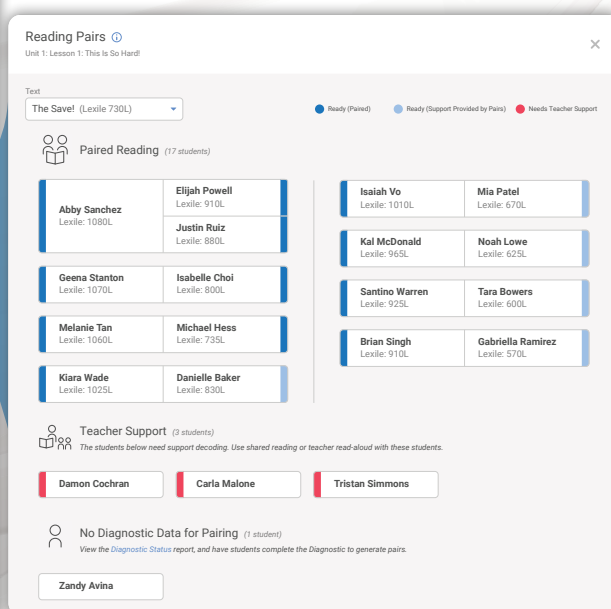 Reading Pairs
Unit 1: Lesson 1: This Is So Hard!
Text
The Save! (Lexile 730L)
Ready (Paired)
Ready (Support Provided by Pairs)
Needs Teacher Support
Paired Reading (17 students)
Abby Sanchez
Lexile: 1080L
Elijah Powell
Lexile: 910L
Justin Ruiz
Lexile: 880L
Geena Stanton
Lexile: 1070L
Isabelle Choi
Lexile: 800L
Melanie Tan
Lexile: 1060L
Michael Hess
Lexile: 735L
Kiara Wade
Lexile: 1025L
Danielle Baker
Lexile: 830L
Isaiah Vo
Lexile: 1010L
Mia Patel
Lexile: 670L
Kal McDonald
Lexile: 965L
Noah Lowe
Lexile: 625L
Santino Warren
Lexile: 925L
Tara Bowers
Lexile: 600L
Brian Singh
Lexile: 910L
Gabriella Ramirez
Lexile: 570L
Teacher Support (3 students)
The students below need support decoding. Use shared reading or teacher read-aloud with these students.
Damon Cochran
Carla Malone
Tristan Simmons
No Diagnostic Data for Pairing (1 student)
View the Diagnostic Status report, and have students complete the Diagnostic to generate pairs.
Zandy Avina